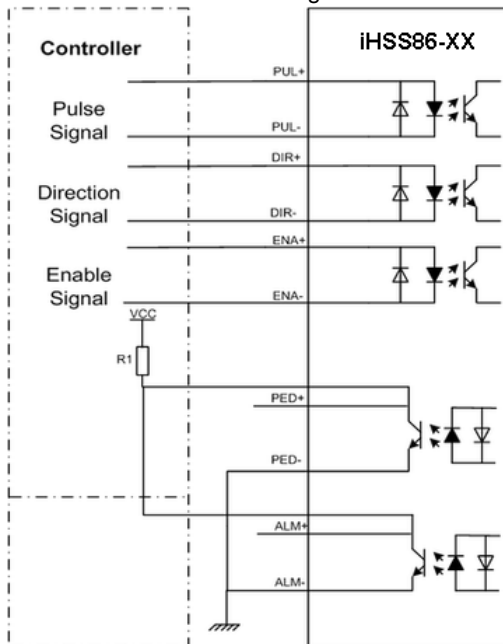 iHSS86-XX
Controller
PUL+
Pulse
Signal
PUL-
DIR+
Direction
Signal
DIR-
ENA+
Enable
Signal
ENA-
VCC
R1
PED+
PED-
ALM+
ALM-